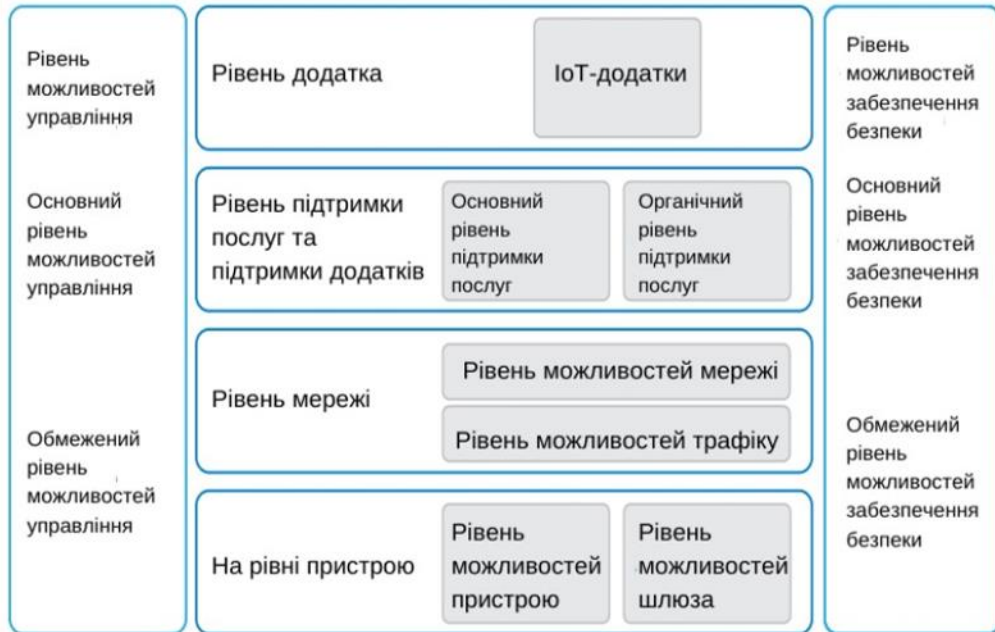 Рівень
можливостей
управління
Основний
рівень
можливостей
управління
Обмежений
рівень
можливостей
управління
Рівень додатка
ІоТ-додатки
Рівень підтримки
послуг та
підтримки додатків
Основний
рівень
підтримки
послуг
Органічний
рівень
підтримки
послуг
Рівень мережі
Рівень можливостей мережі
Рівень можливостей трафіку
На рівні пристрою
Рівень
можливостей
пристрою
Рівень
можливостей
шлюза
Рівень
можливостей
забезпечення
безпеки
Основний
рівень
можливостей
забезпечення
безпеки
Обмежений
рівень
можливостей
забезпечення
безпеки